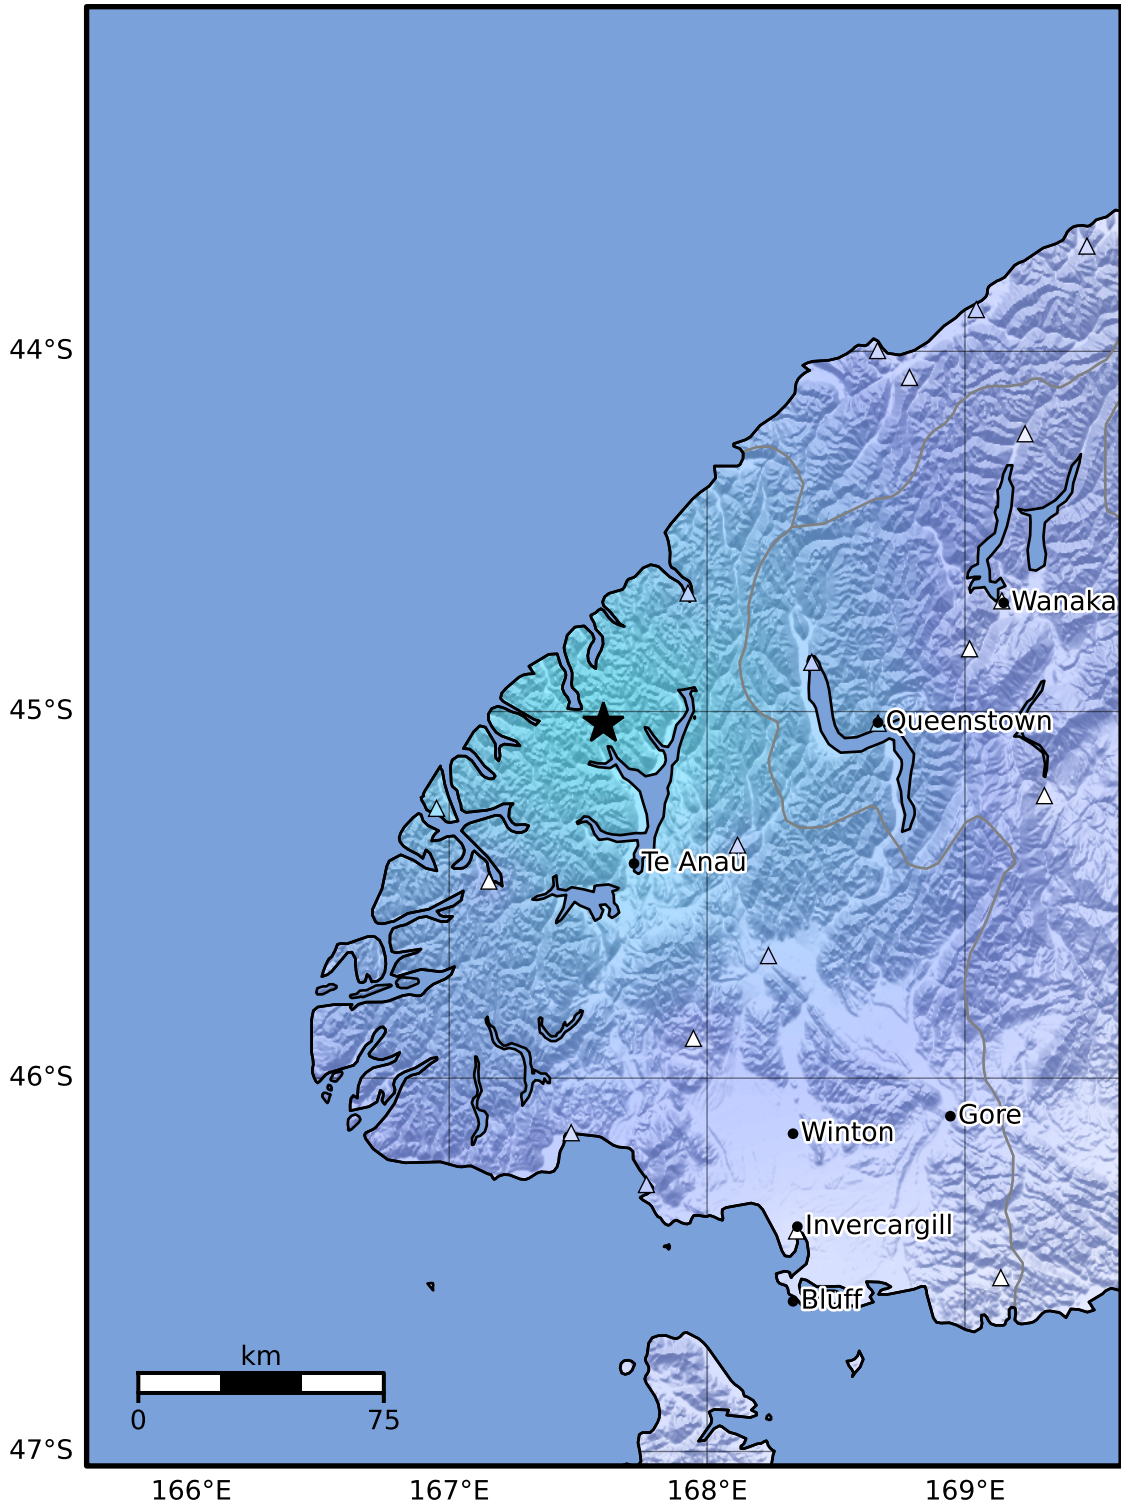 44°S
Wanaka
45°S
Queenstown
Te Anau
46°S
Gore
Winton
Invercargill
Bluff
km
0 75
47°S
166°E 167°E 168°E 169°E